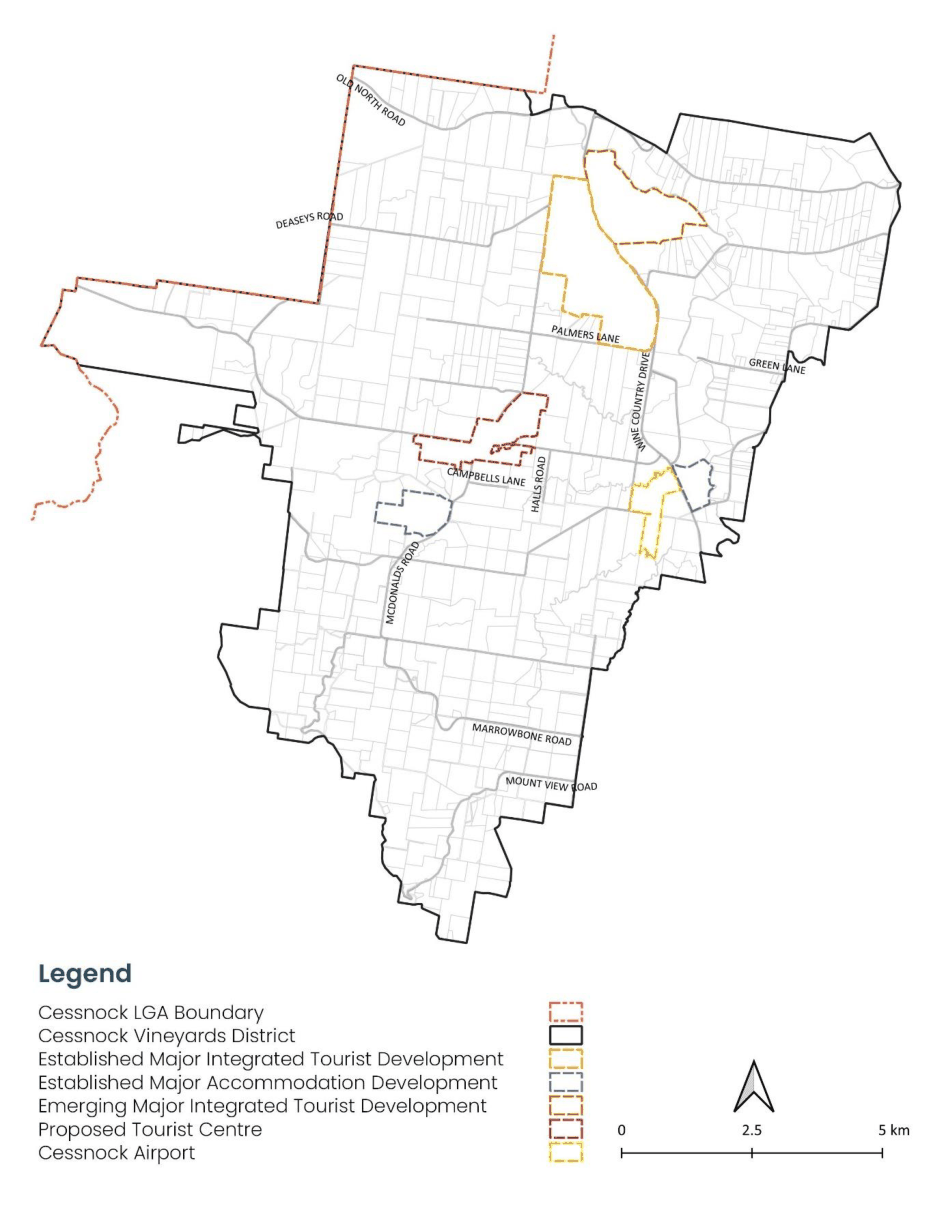 OLD NORTH ROAD
DEASEYS ROAD
PALMERS LANE
GREEN LANE
WINE COUNTRY DRIVE
CAMPBELLS LANE
HALLS ROAD
MCDONALDS ROAD
MARROWBONE ROAD
MOUNT VIEW ROAD
Legend
Cessnock LGA Boundary
Cessnock Vineyards District
Established Major Integrated Tourist Development
Established Major Accommodation Development
Emerging Major Integrated Tourist Development
Proposed Tourist Centre
Cessnock Airport
0 2.5 5 km